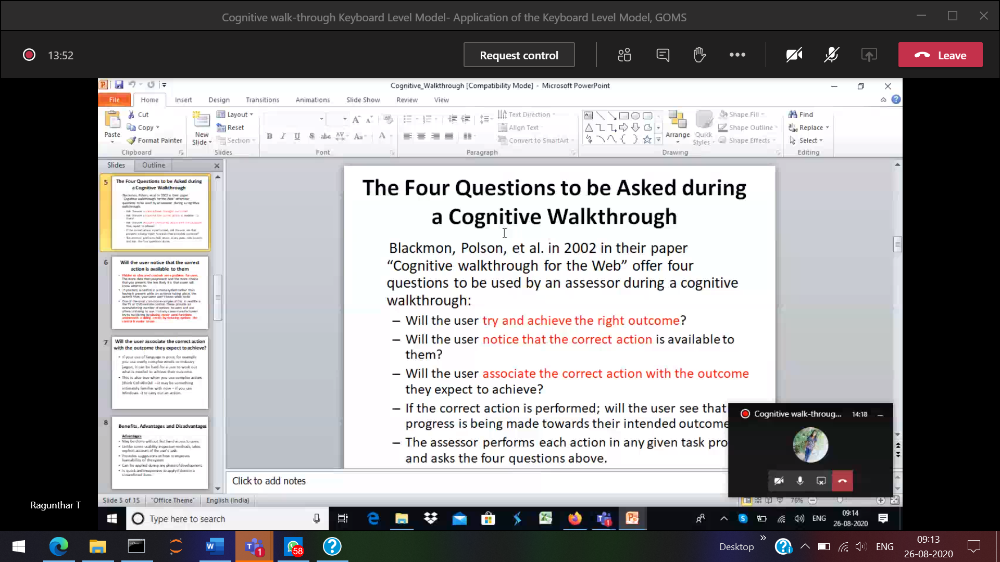 Cognitive walk-through Keyboard Level Model- Application of the Keyboard Level Model, GOMS
13:52
Request control
Leave
Cognitive_Walkthrough [Compatibility Mode] - Microsoft PowerPoint
File Home Insert Design Transitions Animations Slide Show Review View
Paste
Cut
Copy
Format Painter
Clipboard
New
Slide
Layout
Reset
Section
Slides
Font
Text Direction
Align Text
Convert to SmartArt
Paragraph
Arrange
Quick
Styles
Shape Fill
Shape Outline
Shape Effects
Drawing
Find
Replace
Select
Editing
Slides Outline
5
The Four Questions to be Asked during
a Cognitive Walkthrough
6
Will the user notice that the correct
action is available to them
7
Will the user associate the correct action
with the outcome they expect to achieve?
8
Benefits, Advantages and Disadvantages
Advantages
The Four Questions to be Asked during
a Cognitive Walkthrough
Blackmon, Polson, et al. in 2002 in their paper
“Cognitive walkthrough for the Web” offer four
questions to be used by an assessor during a cognitive
walkthrough:
– Will the user try and achieve the right outcome?
– Will the user notice that the correct action is available to
them?
– Will the user associate the correct action with the outcome
they expect to achieve?
– If the correct action is performed; will the user see that
progress is being made towards their intended outcome
– The assessor performs each action in any given task pro
and asks the four questions above.
Cognitive walk-throug... 14:18
Click to add notes
Ragunthar T
Slide 5 of 15 "Office Theme" English (India)
76%
Type here to search
ENG
09:14
26-08-2020
58
Desktop
ENG
09:13
26-08-2020